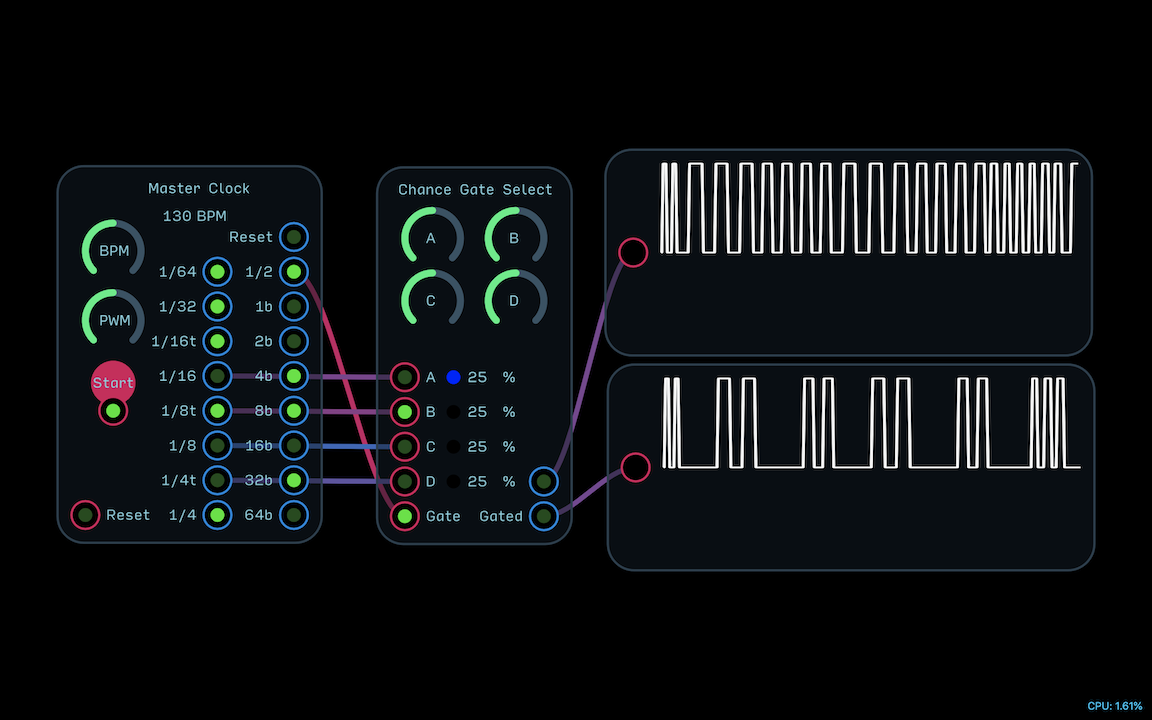 Master Clock
130 BPM
Reset
BPM
1/64 1/2
1/32 1b
PWM
1/16t 2b
Start
1/16 4b
1/8t 8b
1/8 16b
1/4t 32b
Reset 1/4 64b
Chance Gate Select
A B
C D
A 25 %
B 25 %
C 25 %
D 25 %
Gate Gated
CPU: 1.61%